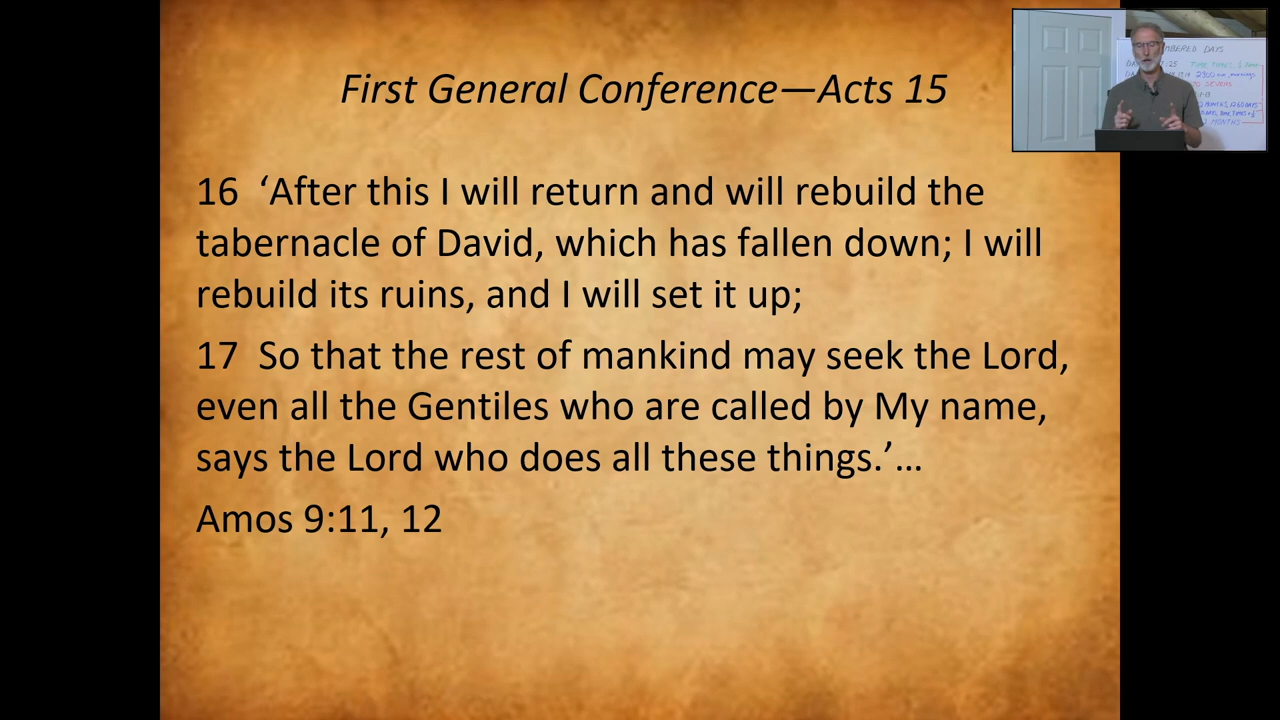 First General Conference—Acts 15
16 ‘After this I will return and will rebuild the
tabernacle of David, which has fallen down; I will
rebuild its ruins, and I will set it up;
17 So that the rest of mankind may seek the Lord,
even all the Gentiles who are called by My name,
says the Lord who does all these things.’…
Amos 9:11, 12
DAYS
MONTHS